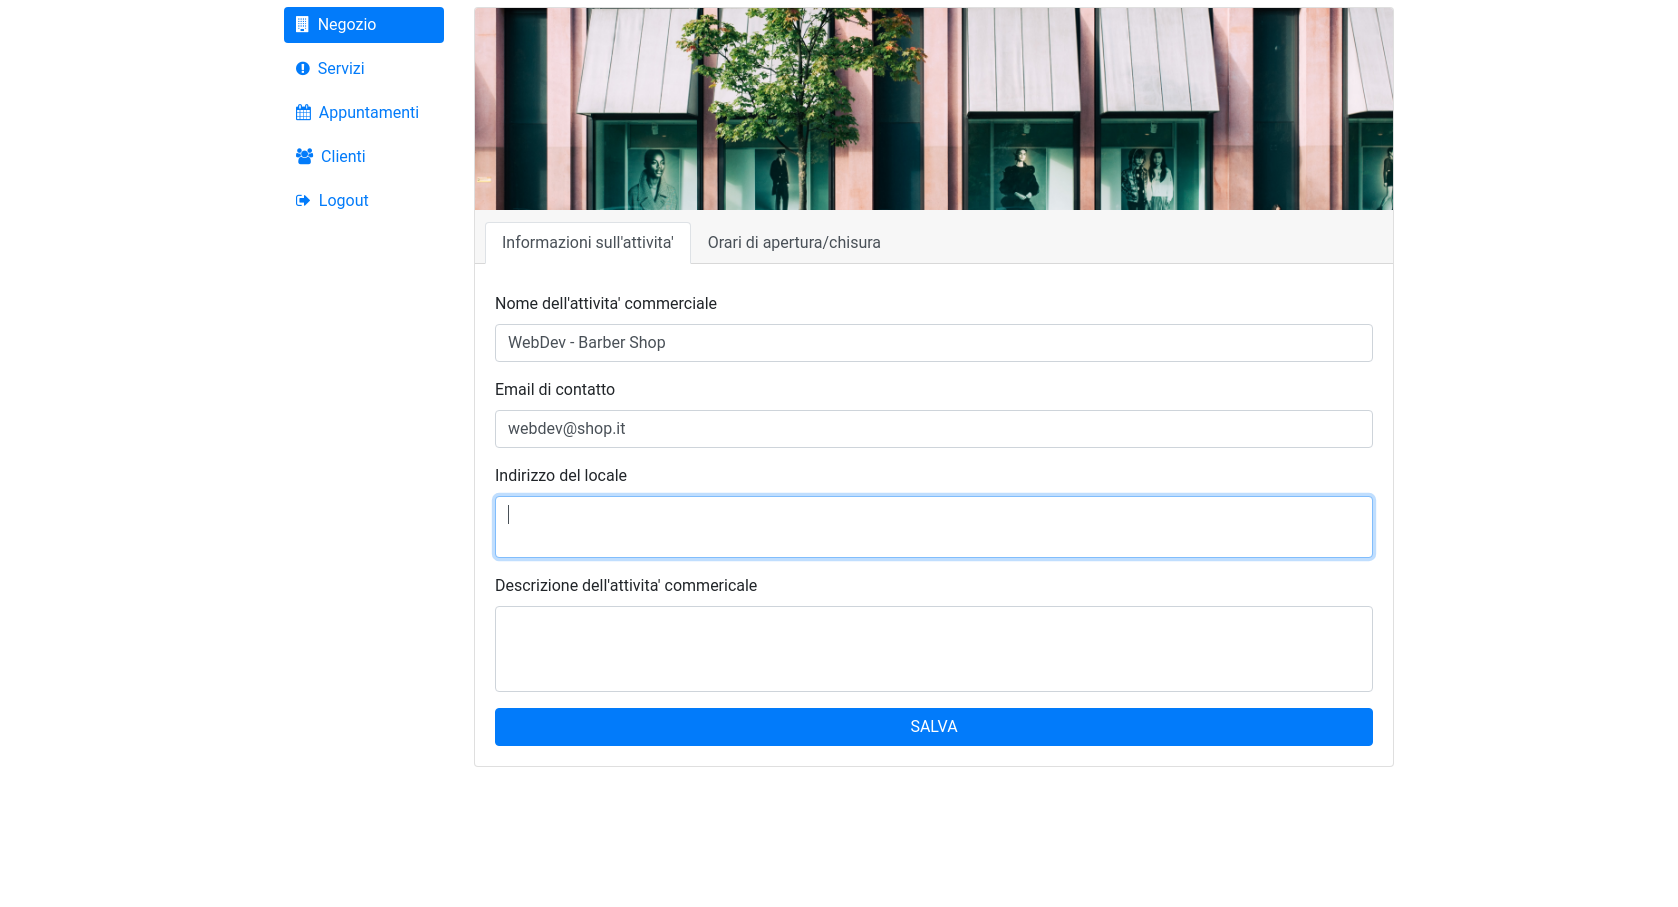 Negozio
Servizi
Appuntamenti
Clienti
Logout
Informazioni sull'attivita' Orari di apertura/chisura
Nome dell'attivita' commerciale
WebDev - Barber Shop
Email di contatto
webdev@shop.it
Indirizzo del locale
Descrizione dell'attivita' commericale
SALVA